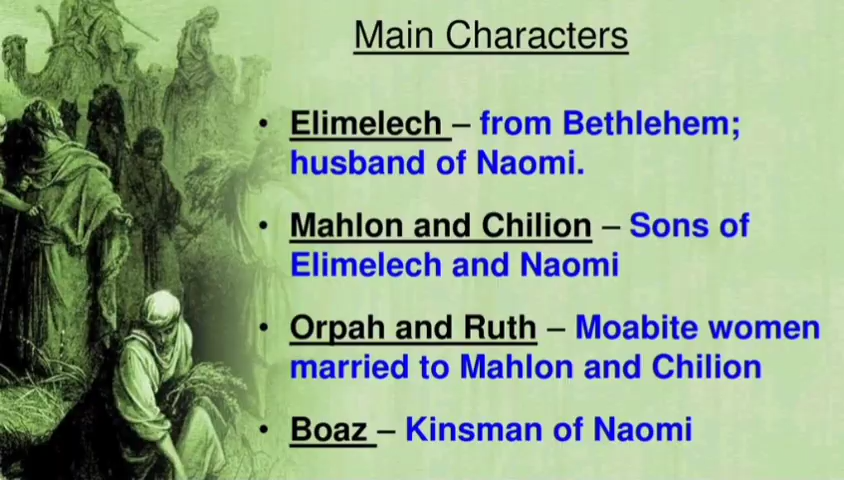 Main Characters
• Elimelech – from Bethlehem;
husband of Naomi.
• Mahlon and Chilion – Sons of
Elimelech and Naomi
• Orpah and Ruth – Moabite women
married to Mahlon and Chilion
• Boaz – Kinsman of Naomi